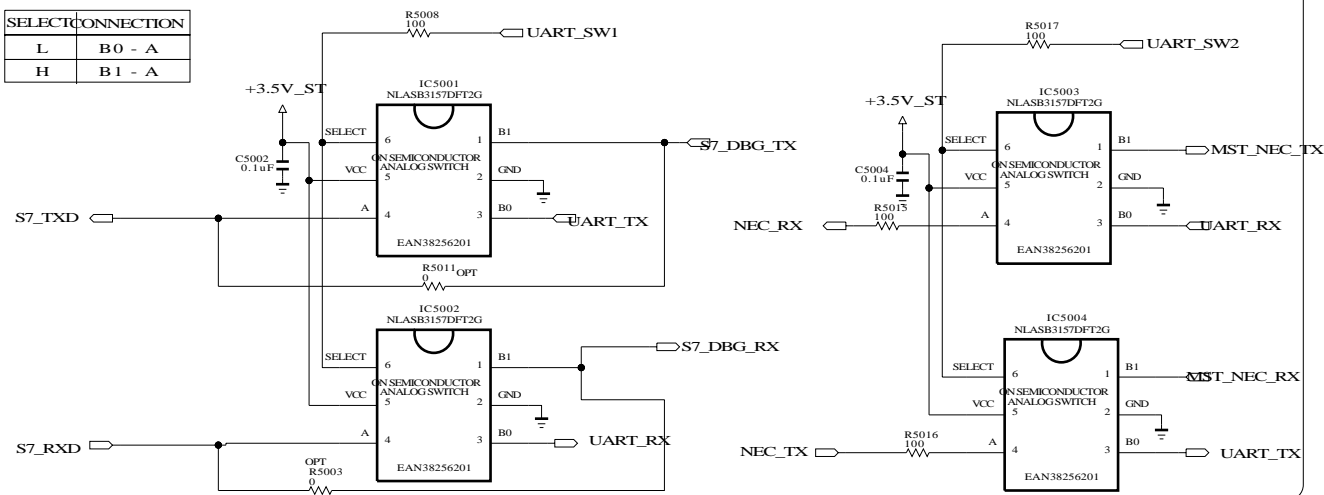 SELECT CONNECTION
L B0 - A
H B1 - A
R5008
100
UART_SW1
+3.5V_ST
C5002
0.1uF
IC5001
NLASB3157DFT2G
SELECT 6 1 B1
ON SEMICONDUCTOR
ANALOG SWITCH
VCC 5 2 GND
A 4 3 B0
EAN38256201
S7_DBG_TX
S7_TXD
UART_TX
R5011 OPT
0
IC5002
NLASB3157DFT2G
SELECT 6 1 B1
ON SEMICONDUCTOR
ANALOG SWITCH
VCC 5 2 GND
A 4 3 B0
EAN38256201
S7_DBG_RX
S7_RXD
UART_RX
OPT
R5003
0
R5017
100
UART_SW2
+3.5V_ST
C5004
0.1uF
IC5003
NLASB3157DFT2G
SELECT 6 1 B1
ON SEMICONDUCTOR
ANALOG SWITCH
VCC 5 2 GND
A 4 3 B0
EAN38256201
MST_NEC_TX
R5015
100
NEC_RX
UART_RX
IC5004
NLASB3157DFT2G
SELECT 6 1 B1
ON SEMICONDUCTOR
ANALOG SWITCH
VCC 5 2 GND
A 4 3 B0
EAN38256201
MST_NEC_RX
R5016
100
NEC_TX
UART_TX